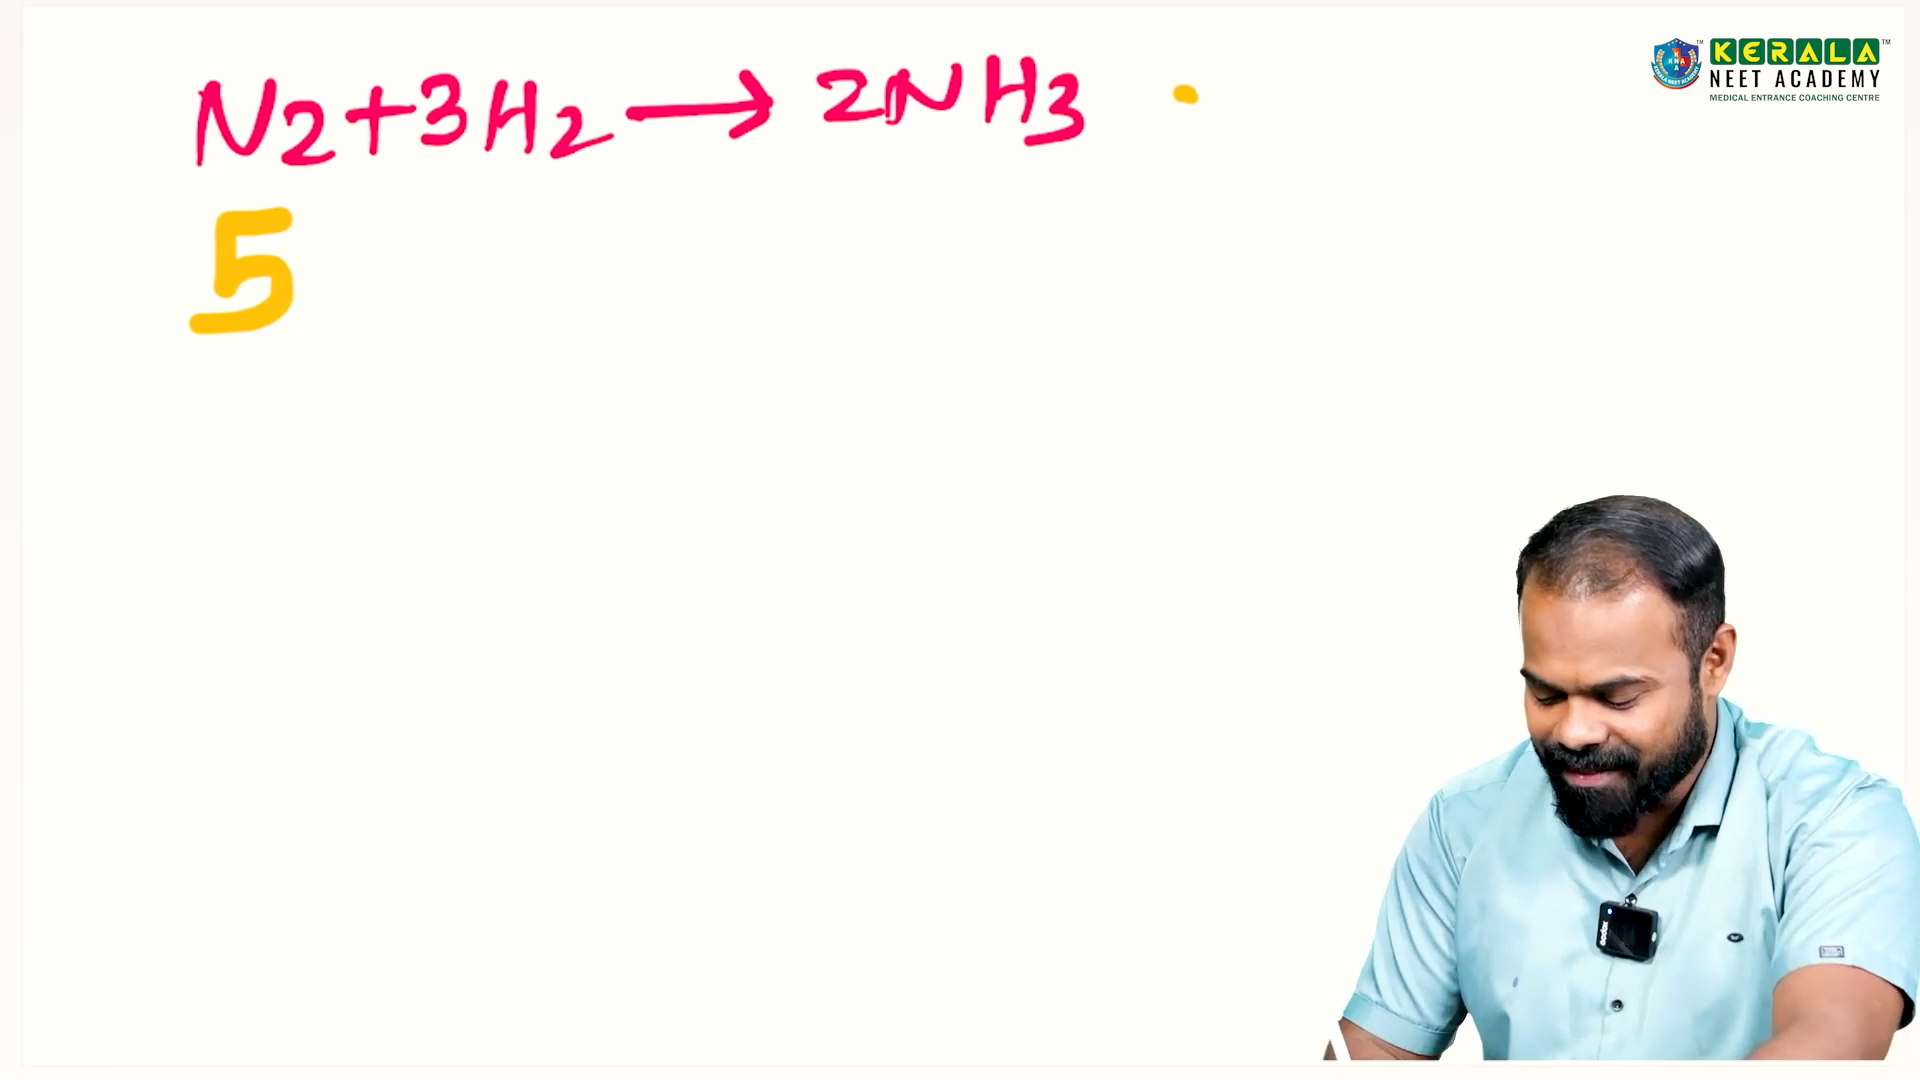 N2+3H2→2NH3
5
KERALA
NEET ACADEMY
MEDICAL ENTRANCE COACHING CENTRE